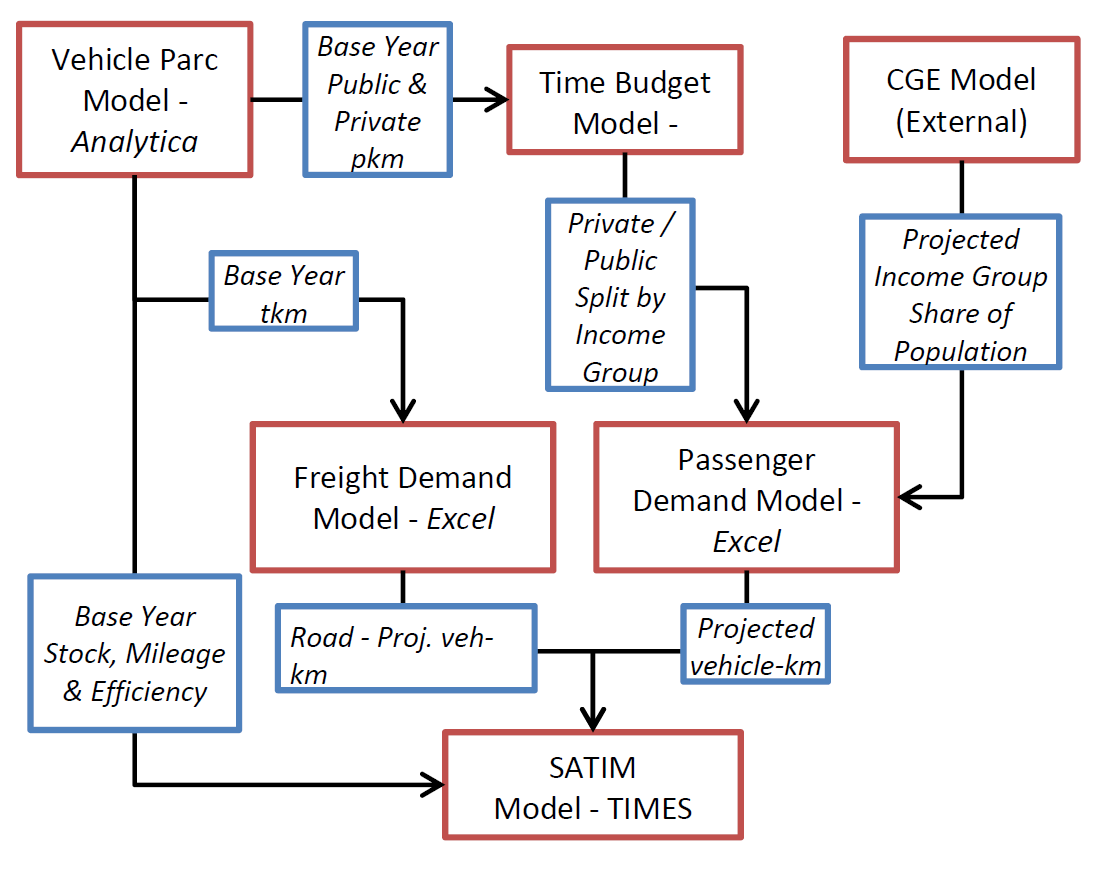 Vehicle Parc
Model -
Analytica
Base Year
Public &
Private
pkm
Time Budget
Model -
CGE Model
(External)
Private /
Public
Split by
Income
Group
Projected
Income Group
Share of
Population
Base Year
tkm
Freight Demand
Model - Excel
Passenger
Demand Model -
Excel
Base Year
Stock, Mileage
& Efficiency
Road - Proj. veh-
km
Projected
vehicle-km
SATIM
Model - TIMES